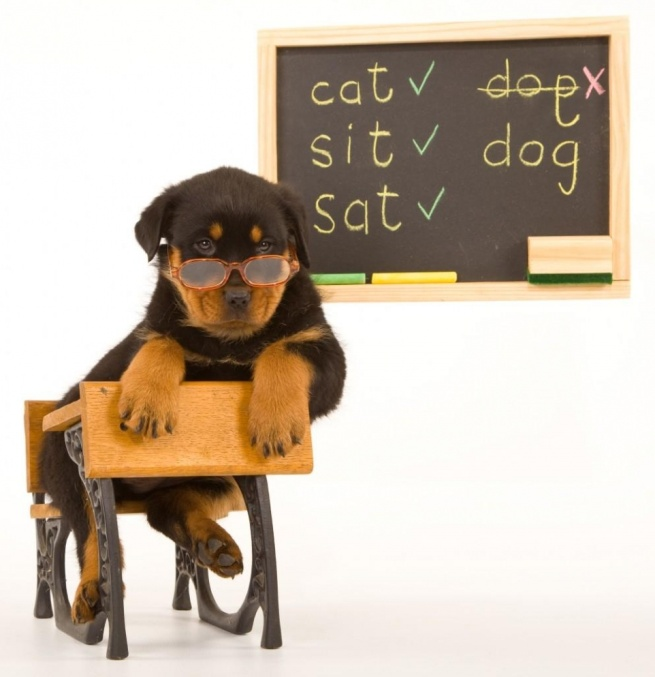 cat ✓
sit ✓
sat ✓
dog